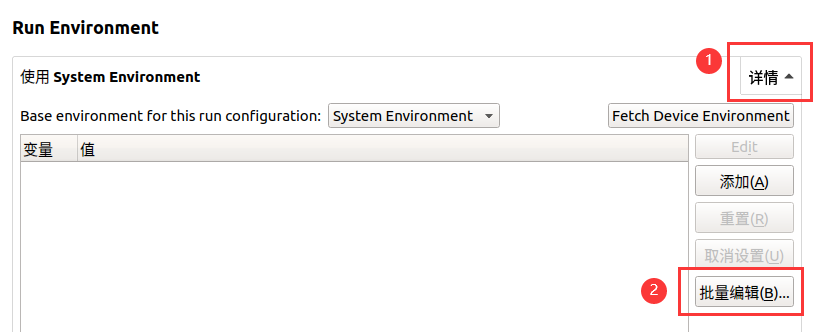 Run Environment
使用 System Environment
1
详情
Base environment for this run configuration: System Environment
Fetch Device Environment
变量 值
Edit
添加(A)
重置(R)
取消设置(U)
2
批量编辑(B)...